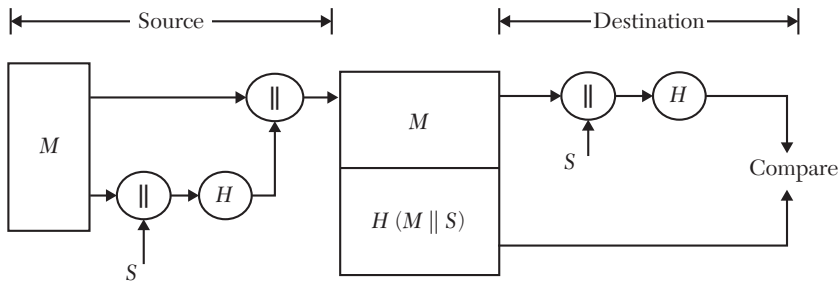 Source
Destination
M
||
S
H
||
M
H (M || S)
||
S
H
Compare